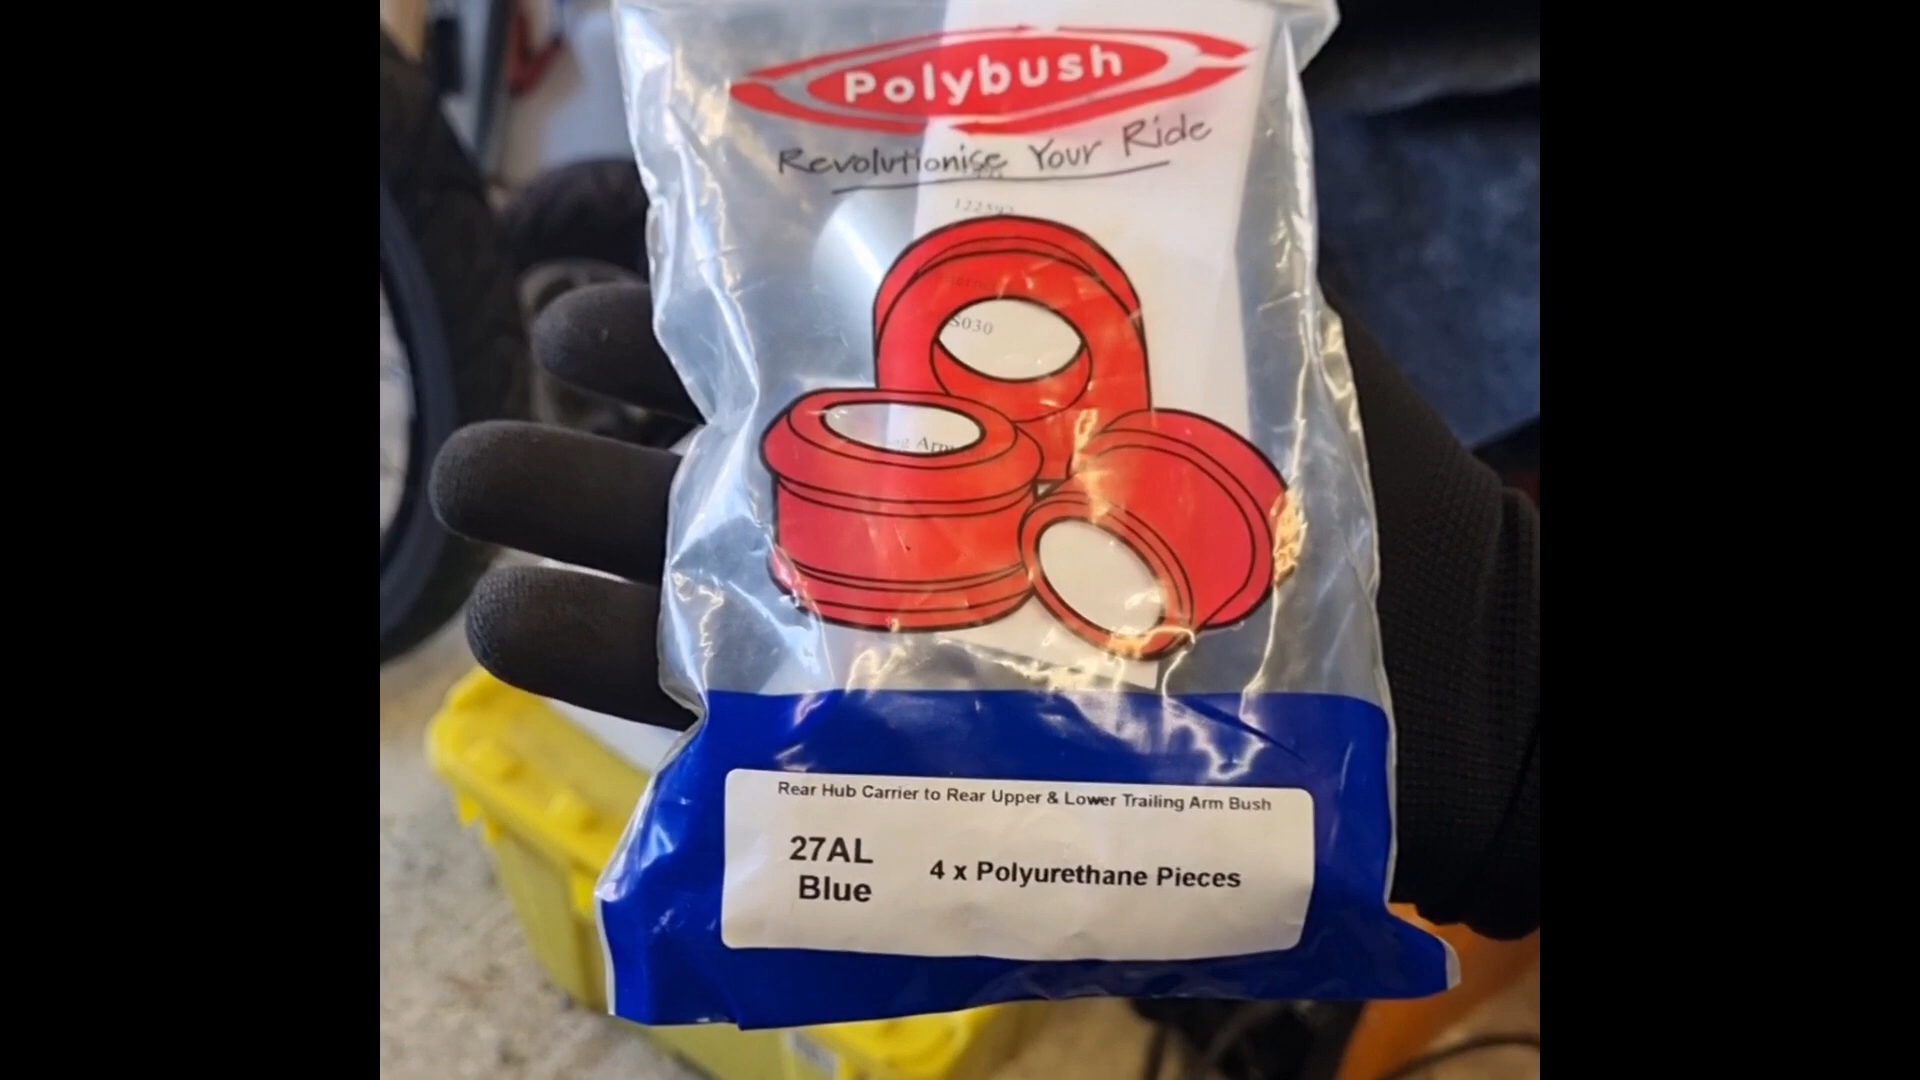 Polybush
Revolutionise Your Ride
S030
Rear Hub Carrier to Rear Upper & Lower Trailing Arm Bush
27AL
Blue
4 x Polyurethane Pieces